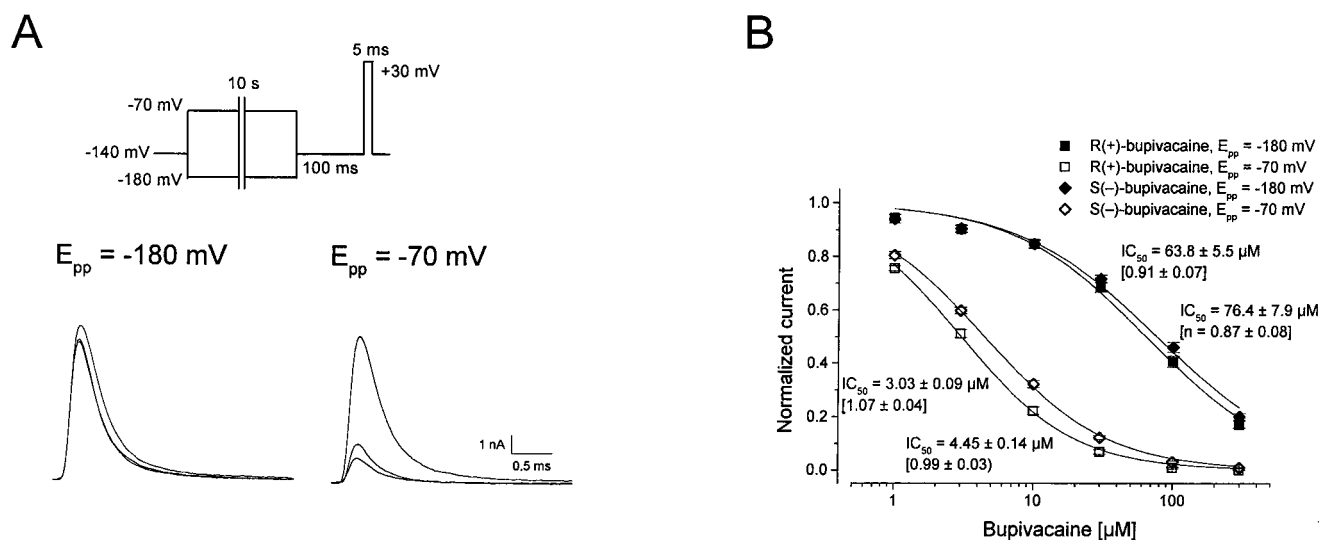 A
5 ms
+30 mV
10 s
-70 mV
-140 mV
-180 mV
100 ms
E_pp = -180 mV
E_pp = -70 mV
1 nA
0.5 ms
B
R(+)-bupivacaine, E_pp = -180 mV
R(+)-bupivacaine, E_pp = -70 mV
S(−)-bupivacaine, E_pp = -180 mV
S(−)-bupivacaine, E_pp = -70 mV
Normalized current
1.0
0.8
0.6
0.4
0.2
0.0
IC_50 = 63.8 ± 5.5 µM
[0.91 ± 0.07]
IC_50 = 76.4 ± 7.9 µM
[n = 0.87 ± 0.08]
IC_50 = 3.03 ± 0.09 µM
[1.07 ± 0.04]
IC_50 = 4.45 ± 0.14 µM
[0.99 ± 0.03)
1
10
100
Bupivacaine [µM]